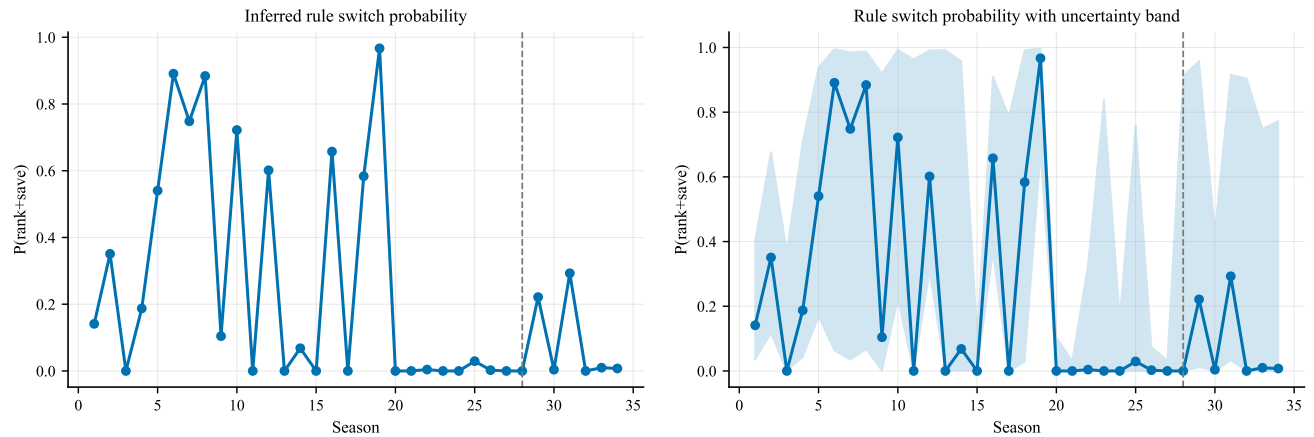 Inferred rule switch probability
1.0
0.8
0.6
0.4
0.2
0.0
P(rank+save)
0 5 10 15 20 25 30 35
Season
Rule switch probability with uncertainty band
1.0
0.8
0.6
0.4
0.2
0.0
P(rank+save)
0 5 10 15 20 25 30 35
Season